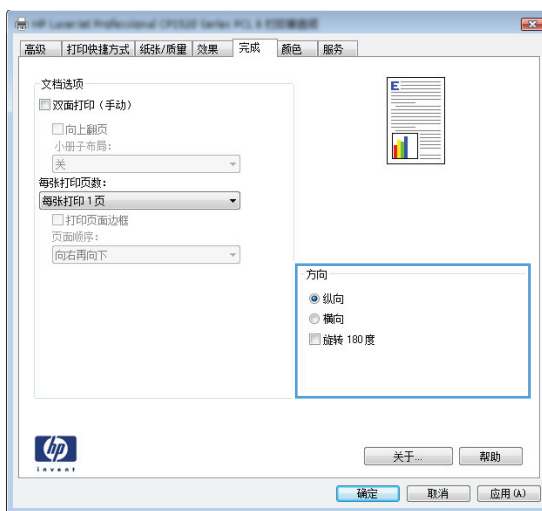 高级 打印快捷方式 纸张/质量 效果 完成 颜色 服务
文档选项
双面打印（手动）
向上翻页
小册子布局：
关
每张打印页数：
每张打印 1 页
打印页面边框
页面顺序：
向右再向下
E
方向
纵向
横向
旋转 180 度
hp
invent
关于... 帮助
确定 取消 应用(A)